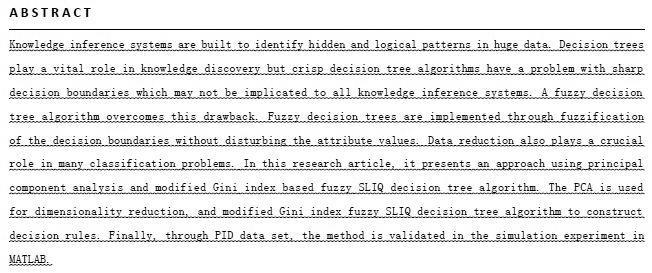 ABSTRACT
Knowledge inference systems are built to identify hidden and logical patterns in huge data. Decision trees
play a vital role in knowledge discovery but crisp decision tree algorithms have a problem with sharp
decision boundaries which may not be implicated to all knowledge inference systems. A fuzzy decision
tree algorithm overcomes this drawback. Fuzzy decision trees are implemented through fuzzification
of the decision boundaries without disturbing the attribute values. Data reduction also plays a crucial
role in many classification problems. In this research article, it presents an approach using principal
component analysis and modified Gini index based fuzzy SLIQ decision tree algorithm. The PCA is used
for dimensionality reduction, and modified Gini index fuzzy SLIQ decision tree algorithm to construct
decision rules. Finally, through PID data set, the method is validated in the simulation experiment in
MATLAB.